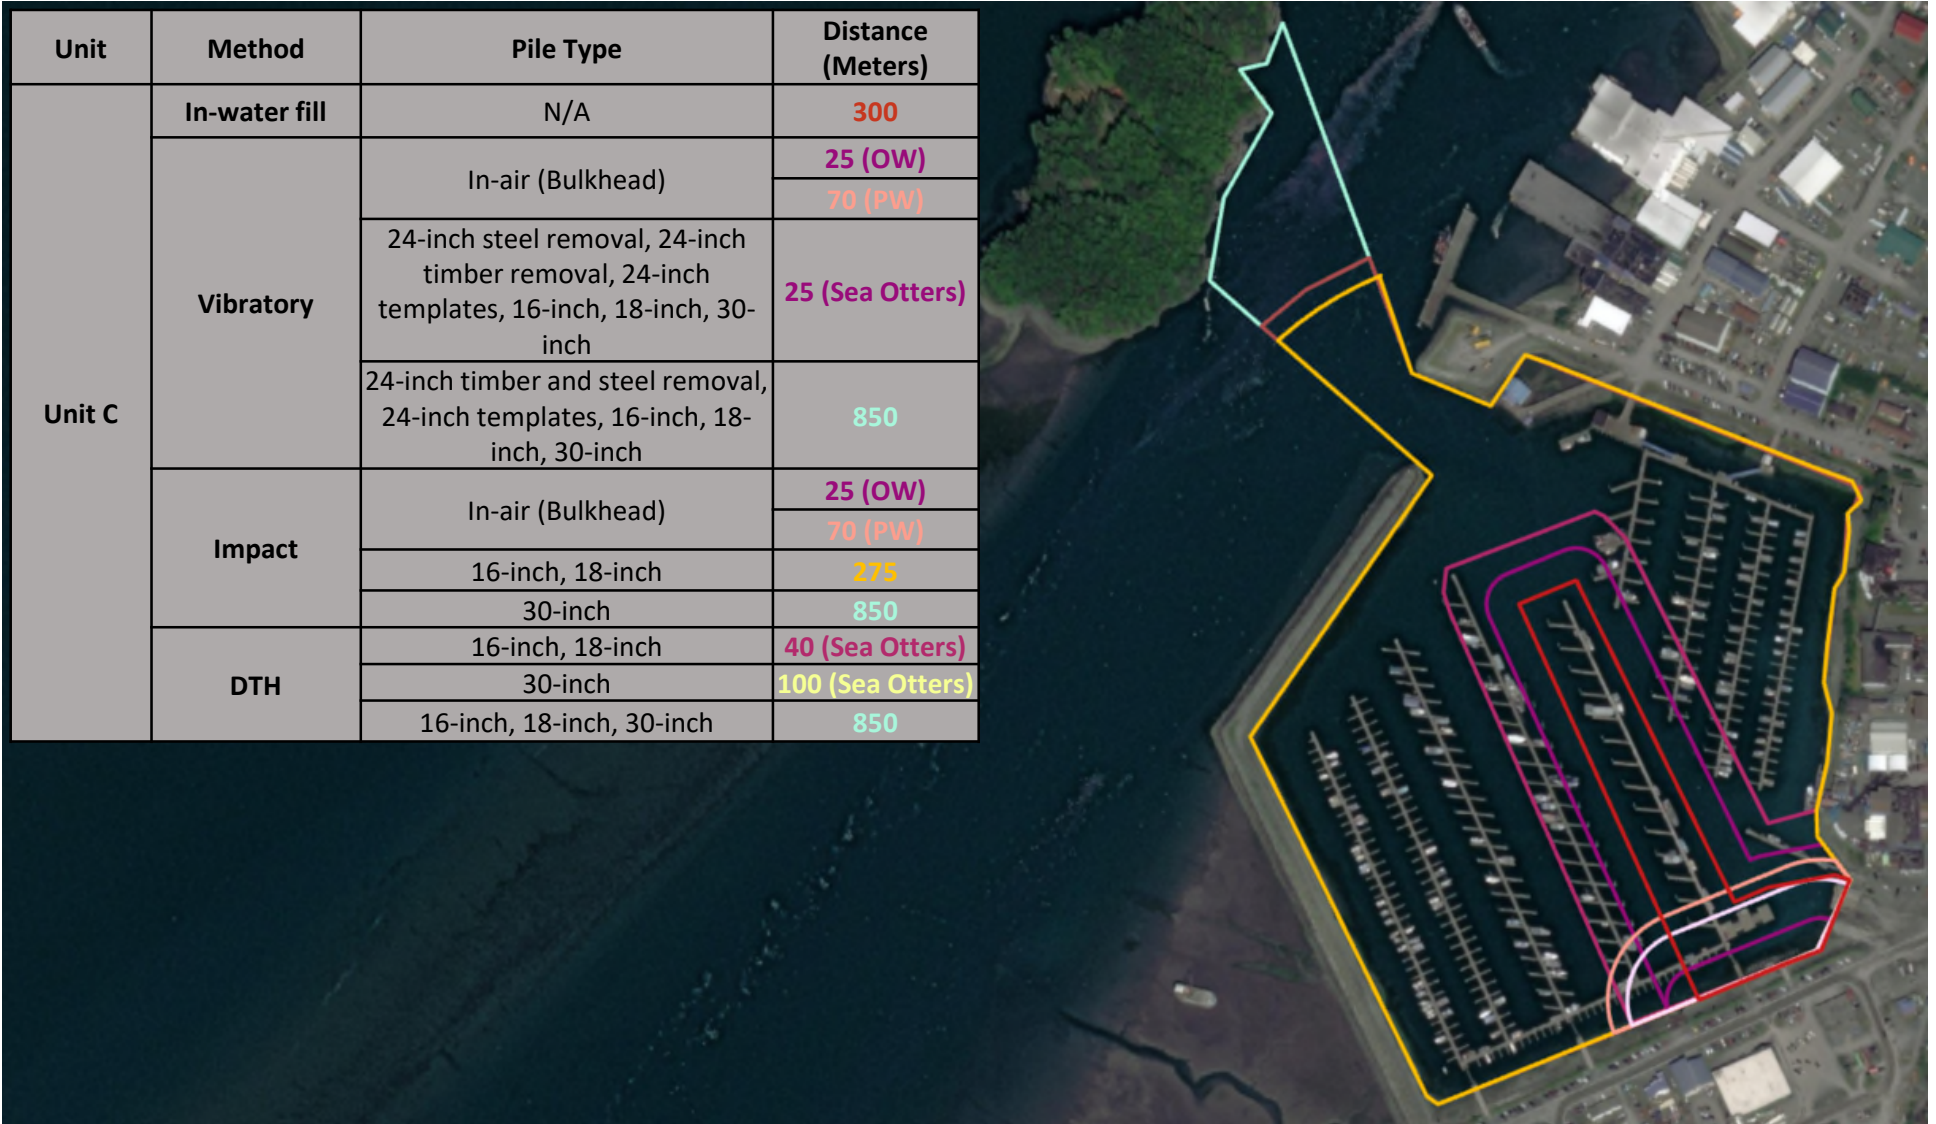 Unit Method Pile Type Distance
(Meters)
Unit C
In-water fill N/A 300
Vibratory
In-air (Bulkhead)
25 (OW)
70 (PW)
24-inch steel removal, 24-inch
timber removal, 24-inch
templates, 16-inch, 18-inch, 30-
inch
25 (Sea Otters)
24-inch timber and steel removal,
24-inch templates, 16-inch, 18-
inch, 30-inch
850
Impact
In-air (Bulkhead)
25 (OW)
70 (PW)
16-inch, 18-inch 275
30-inch 850
DTH
16-inch, 18-inch 40 (Sea Otters)
30-inch 100 (Sea Otters)
16-inch, 18-inch, 30-inch 850